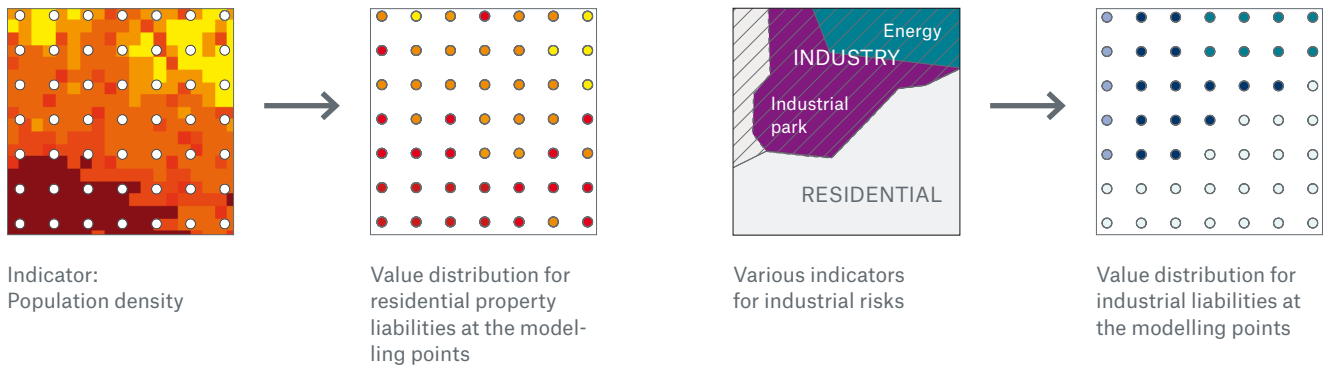 Energy
INDUSTRY
Industrial
park
RESIDENTIAL
Indicator:
Population density
Value distribution for
residential property
liabilities at the model-
ling points
Various indicators
for industrial risks
Value distribution for
industrial liabilities at
the modelling points